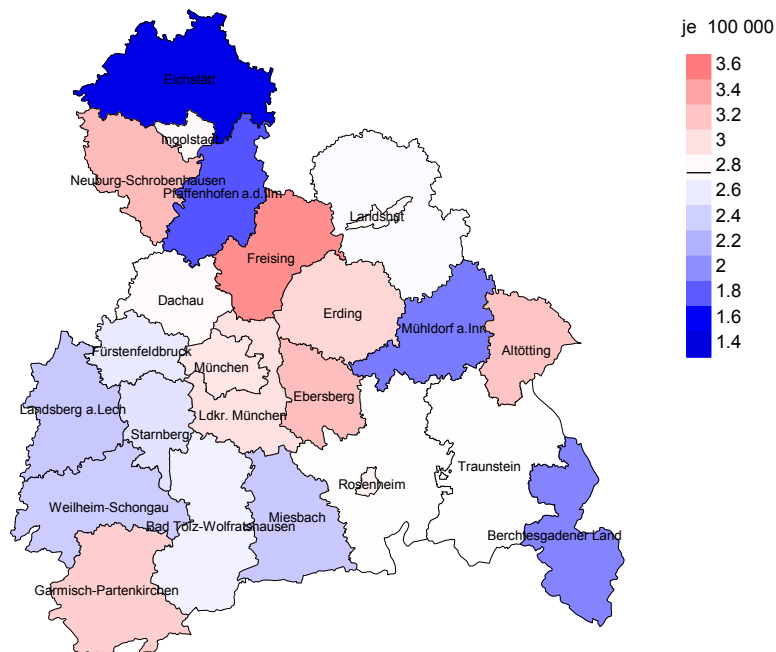 je 100 000
3.6
3.4
3.2
3
2.8
2.6
2.4
2.2
2
1.8
1.6
1.4
Eichstätt
Ingolstadt
Neuburg-Schrobenhausen
Pfaffenhofen a.d.Ilm
Landshut
Freising
Dachau
Erding
Mühldorf a.Inn
Fürstenfeldbruck
München
Altötting
Ebersberg
Landsberg a.Lech
Ldkr. München
Starnberg
Traunstein
Rosenheim
Weilheim-Schongau
Miesbach
Bad Tölz-Wolfratshausen
Berchtesgadener Land
Garmisch-Partenkirchen